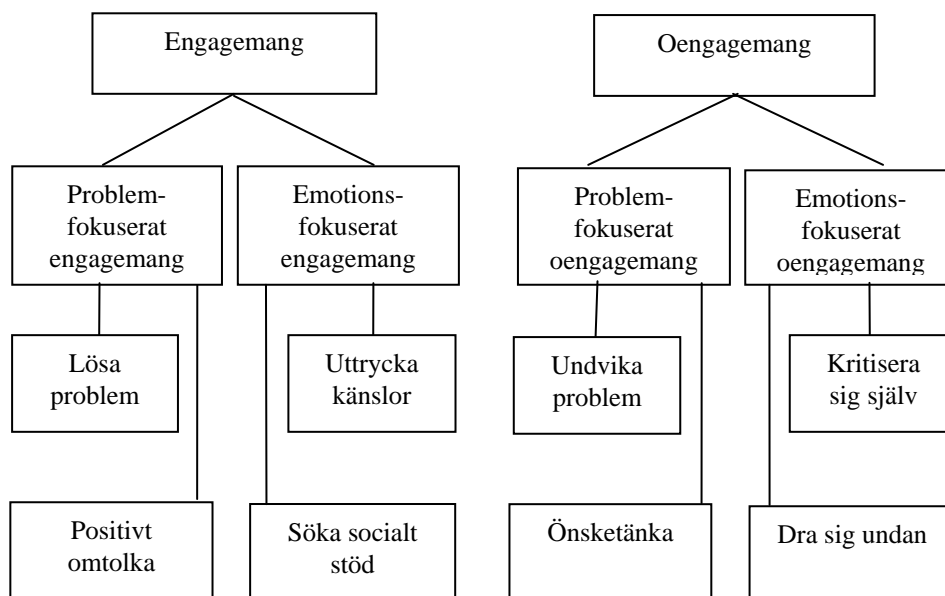 Engagemang
Oengagemang
Problem-
fokuserat
engagemang
Emotions-
fokuserat
engagemang
Problem-
fokuserat
oengagemang
Emotions-
fokuserat
oengagemang
Lösa
problem
Uttrycka
känslor
Undvika
problem
Kritisera
sig själv
Positivt
omtolka
Söka socialt
stöd
Önsketänka
Dra sig undan